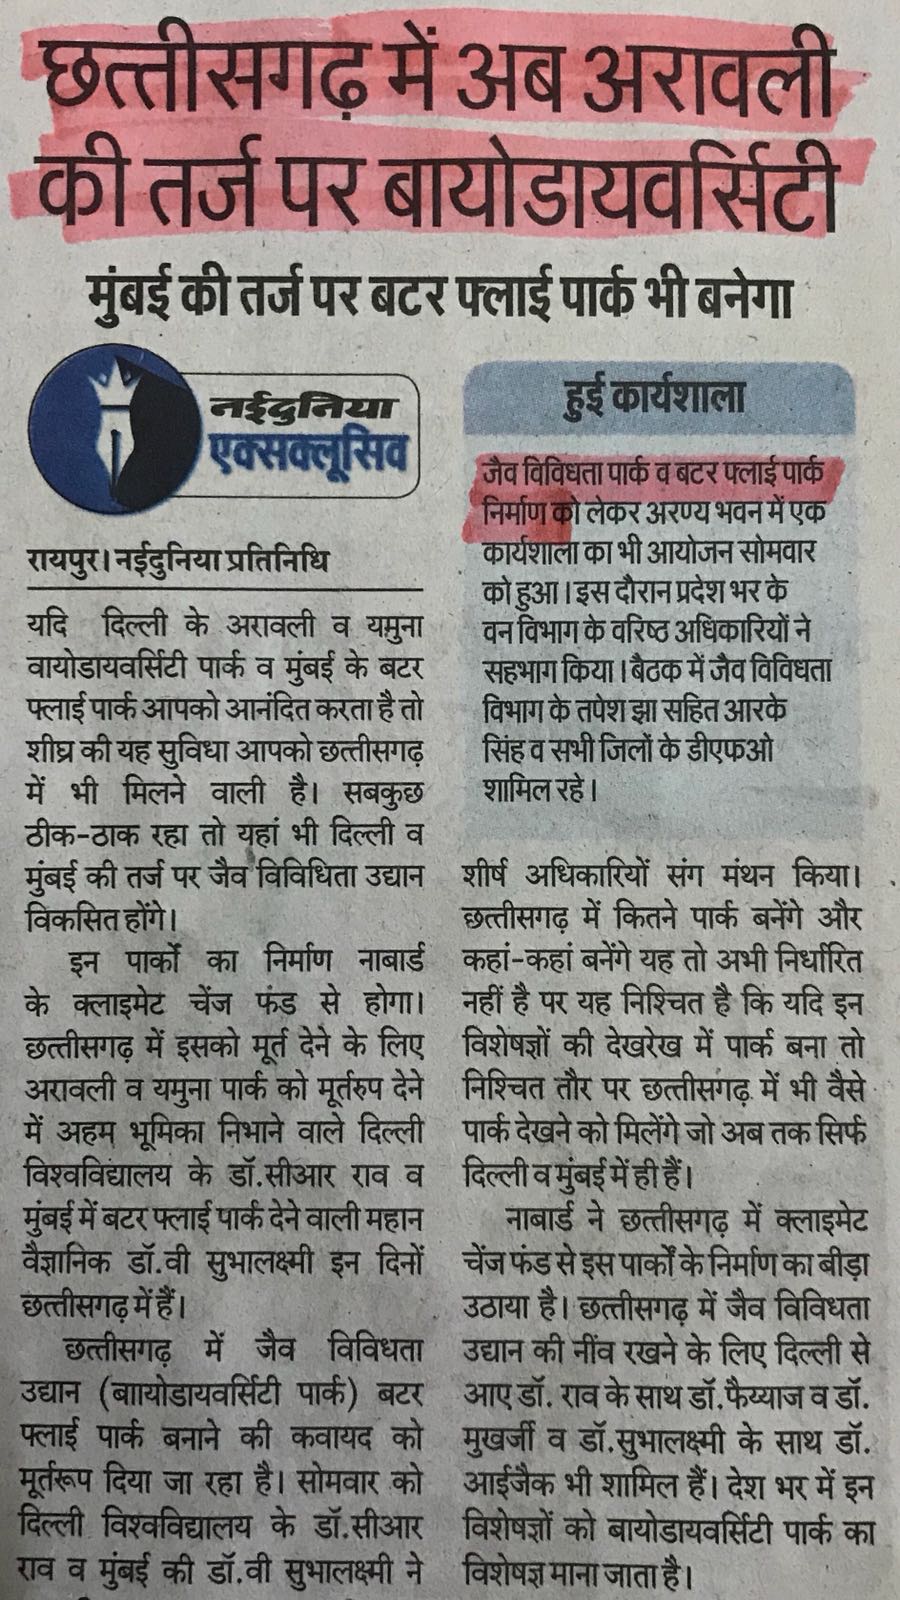 छत्तीसगढ़ में अब अरावली
की तर्ज पर बायोडायवर्सिटी
मुंबई की तर्ज पर बटर फ्लाई पार्क भी बनेगा
नईदुनिया
एक्सक्लूसिव
रायपुर। नईदुनिया प्रतिनिधि
यदि दिल्ली के अरावली व यमुना
वायोडायवर्सिटी पार्क व मुंबई के बटर
फ्लाई पार्क आपको आनंदित करता है तो
शीघ्र की यह सुविधा आपको छत्तीसगढ़
में भी मिलने वाली है। सबकुछ
ठीक-ठाक रहा तो यहां भी दिल्ली व
मुंबई की तर्ज पर जैव विविधिता उद्यान
विकसित होंगे।
इन पार्कों का निर्माण नाबार्ड
के क्लाइमेट चेंज फंड से होगा।
छत्तीसगढ़ में इसको मूर्त देने के लिए
अरावली व यमुना पार्क को मूर्तरुप देने
में अहम भूमिका निभाने वाले दिल्ली
विश्वविद्यालय के डॉ.सीआर राव व
मुंबई में बटर फ्लाई पार्क देने वाली महान
वैज्ञानिक डॉ.वी सुभालक्ष्मी इन दिनों
छत्तीसगढ़ में हैं।
छत्तीसगढ़ में जैव विविधता
उद्यान (बाायोडायवर्सिटी पार्क) बटर
फ्लाई पार्क बनाने की कवायद को
मूर्तरूप दिया जा रहा है। सोमवार को
दिल्ली विश्वविद्यालय के डॉ.सीआर
राव व मुंबई की डॉ.वी सुभालक्ष्मी ने
हुई कार्यशाला
जैव विविधता पार्क व बटर फ्लाई पार्क
निर्माण को लेकर अरण्य भवन में एक
कार्यशाला का भी आयोजन सोमवार
को हुआ। इस दौरान प्रदेश भर के
वन विभाग के वरिष्ठ अधिकारियों ने
सहभाग किया। बैठक में जैव विविधता
विभाग के तपेश झा सहित आरके
सिंह व सभी जिलों के डीएफओ
शामिल रहे।
शीर्ष अधिकारियों संग मंथन किया।
छत्तीसगढ़ में कितने पार्क बनेंगे और
कहां-कहां बनेंगे यह तो अभी निर्धारित
नहीं है पर यह निश्चित है कि यदि इन
विशेषज्ञों की देखरेख में पार्क बना तो
निश्चित तौर पर छत्तीसगढ़ में भी वैसे
पार्क देखने को मिलेंगे जो अब तक सिर्फ
दिल्ली व मुंबई में ही हैं।
नाबार्ड ने छत्तीसगढ़ में क्लाइमेट
चेंज फंड से इस पार्कों के निर्माण का बीड़ा
उठाया है। छत्तीसगढ़ में जैव विविधता
उद्यान की नींव रखने के लिए दिल्ली से
आए डॉ. राव के साथ डॉ.फैय्याज व डॉ.
मुखर्जी व डॉ.सुभालक्ष्मी के साथ डॉ.
आईजैक भी शामिल हैं। देश भर में इन
विशेषज्ञों को बायोडायवर्सिटी पार्क का
विशेषज्ञ माना जाता है।